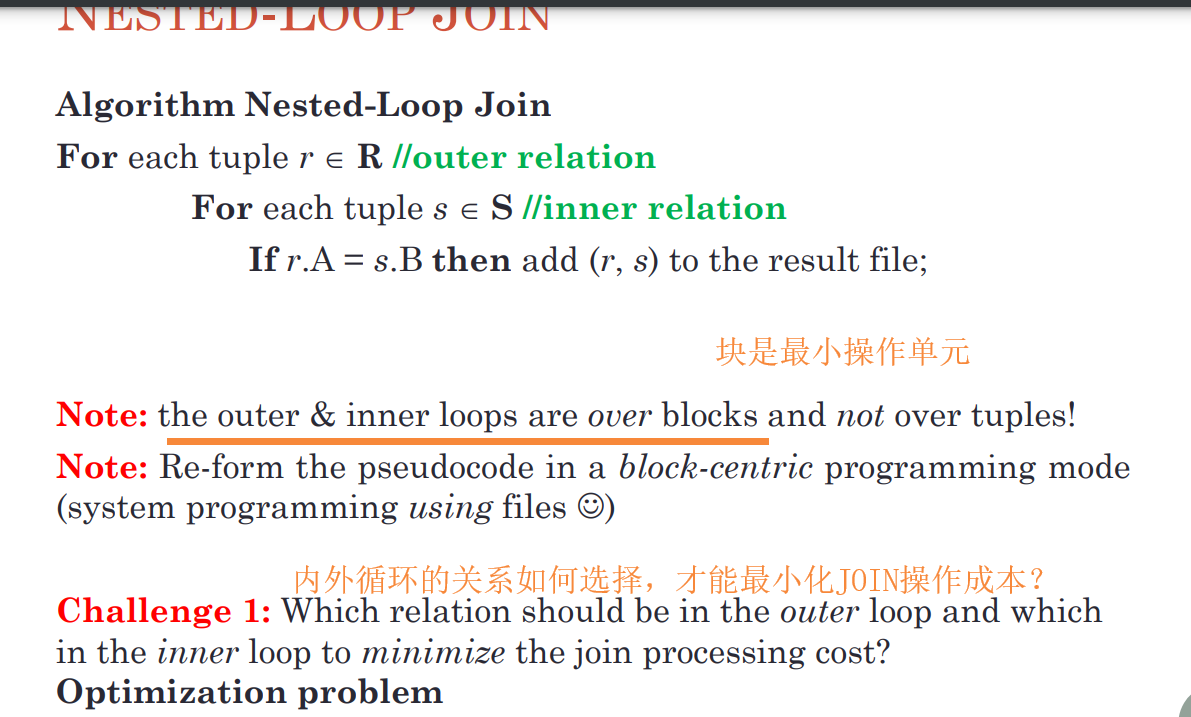 NESTED-LOOP JOIN
Algorithm Nested-Loop Join
For each tuple r ∈ R //outer relation
For each tuple s ∈ S //inner relation
If r.A = s.B then add (r, s) to the result file;
块是最小操作单元
Note: the outer & inner loops are over blocks and not over tuples!
Note: Re-form the pseudocode in a block-centric programming mode
(system programming using files ☺)
内外循环的关系如何选择，才能最小化JOIN操作成本?
Challenge 1: Which relation should be in the outer loop and which
in the inner loop to minimize the join processing cost?
Optimization problem